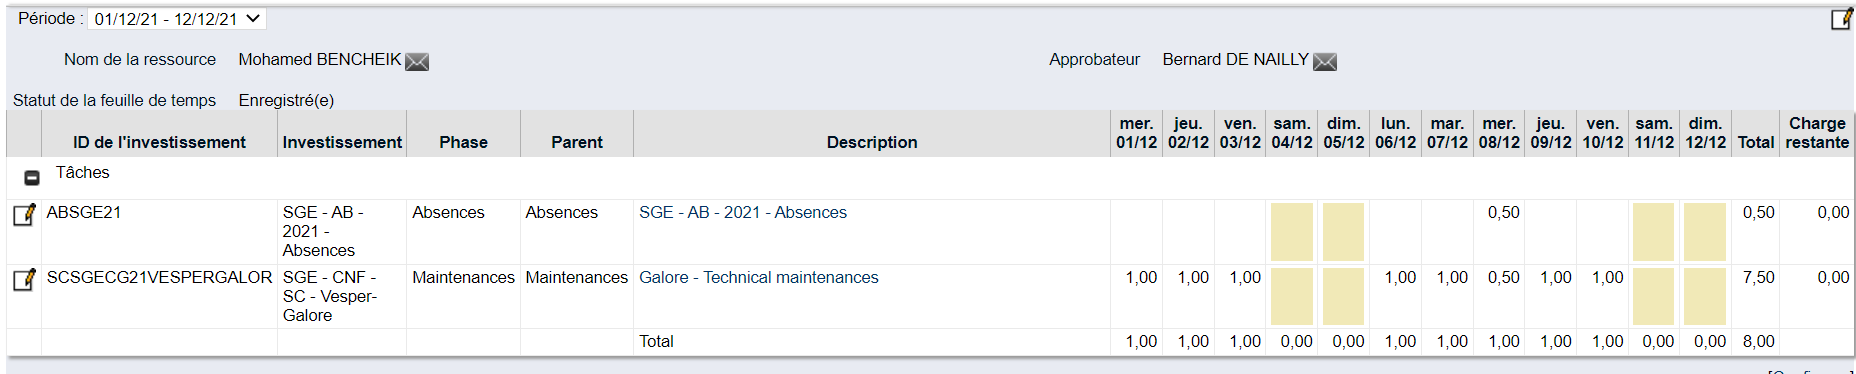 Période : 01/12/21 - 12/12/21
Nom de la ressource Mohamed BENCHEIK Approbateur Bernard DE NAILLY
Statut de la feuille de temps Enregistré(e)
ID de l'investissement Investissement Phase Parent Description mer. 01/12 jeu. 02/12 ven. 03/12 sam. 04/12 dim. 05/12 lun. 06/12 mar. 07/12 mer. 08/12 jeu. 09/12 ven. 10/12 sam. 11/12 dim. 12/12 Total Charge restante
Tâches
ABSGE21 SGE - AB - 2021 - Absences Absences Absences SGE - AB - 2021 - Absences 0,50 0,50 0,00
SCSGECG21VESPERGALOR SGE - CNF - SC - Vesper-Galore Maintenances Maintenances Galore - Technical maintenances 1,00 1,00 1,00 1,00 1,00 0,50 1,00 1,00 7,50 0,00
Total 1,00 1,00 1,00 0,00 0,00 1,00 1,00 1,00 1,00 1,00 0,00 0,00 8,00